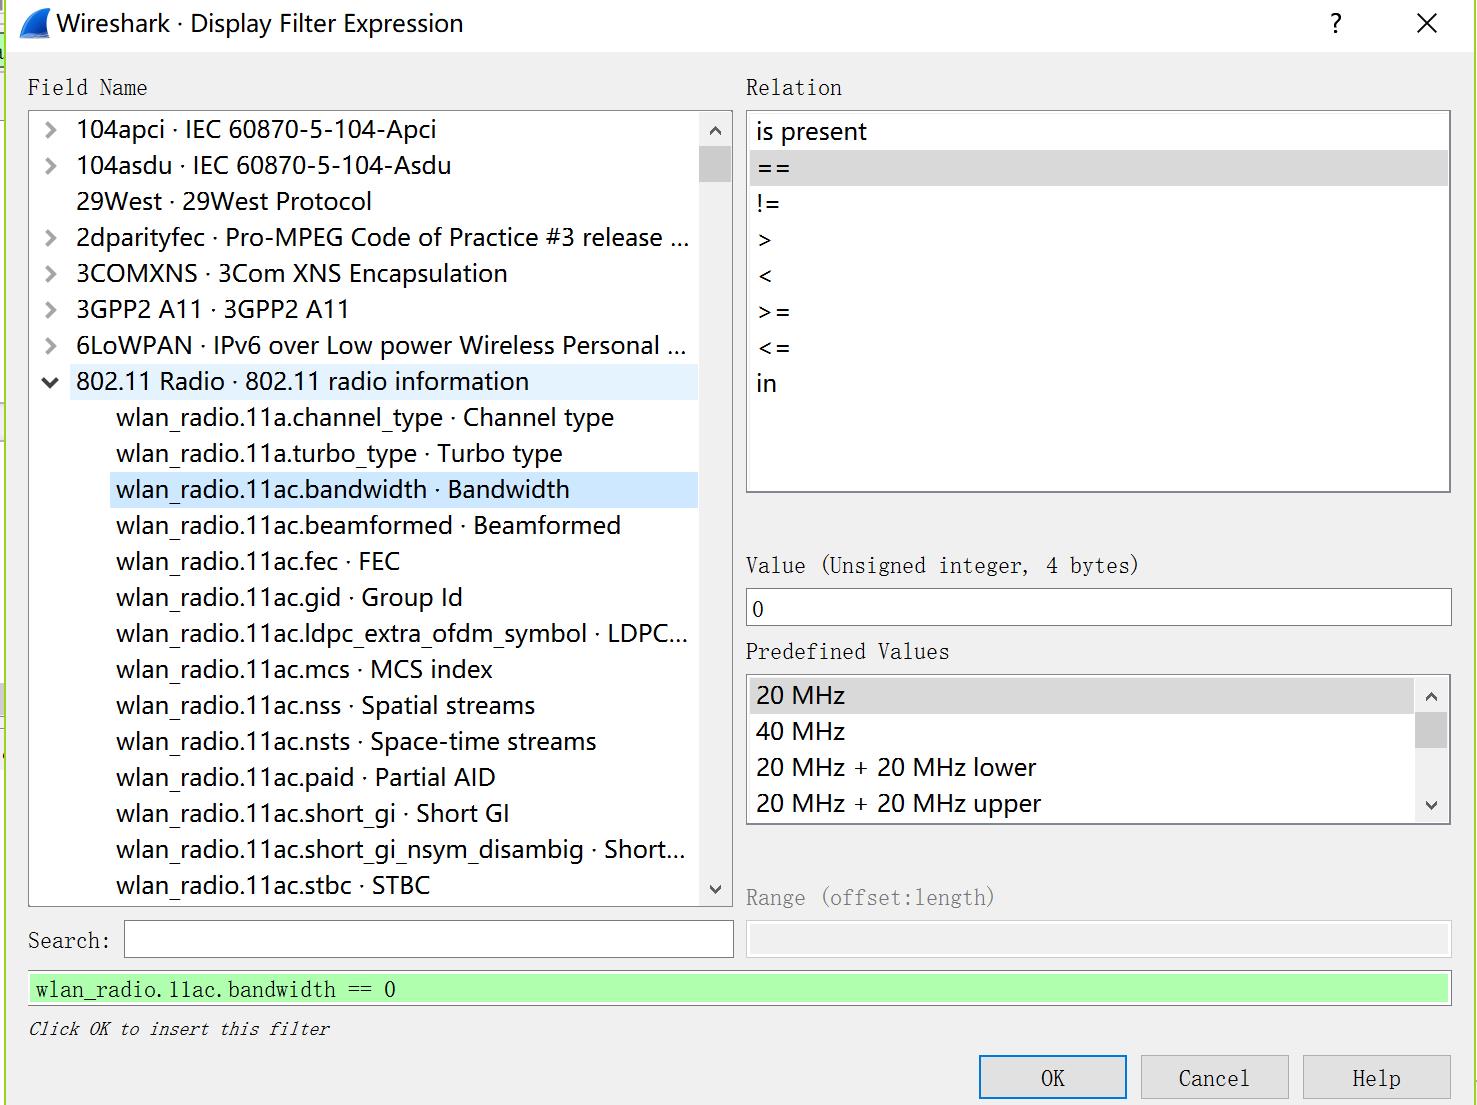 Wireshark · Display Filter Expression
?
Field Name
104apci · IEC 60870-5-104-Apci
104asdu · IEC 60870-5-104-Asdu
29West · 29West Protocol
2dparityfec · Pro-MPEG Code of Practice #3 release ...
3COMXNS · 3Com XNS Encapsulation
3GPP2 A11 · 3GPP2 A11
6LoWPAN · IPv6 over Low power Wireless Personal ...
802.11 Radio · 802.11 radio information
wlan_radio.11a.channel_type · Channel type
wlan_radio.11a.turbo_type · Turbo type
wlan_radio.11ac.bandwidth · Bandwidth
wlan_radio.11ac.beamformed · Beamformed
wlan_radio.11ac.fec · FEC
wlan_radio.11ac.gid · Group Id
wlan_radio.11ac.ldpc_extra_ofdm_symbol · LDPC...
wlan_radio.11ac.mcs · MCS index
wlan_radio.11ac.nss · Spatial streams
wlan_radio.11ac.nsts · Space-time streams
wlan_radio.11ac.paid · Partial AID
wlan_radio.11ac.short_gi · Short GI
wlan_radio.11ac.short_gi_nsym_disambig · Short...
wlan_radio.11ac.stbc · STBC
Search:
Relation
is present
==
!=
>
<
>=
<=
in
Value (Unsigned integer, 4 bytes)
0
Predefined Values
20 MHz
40 MHz
20 MHz + 20 MHz lower
20 MHz + 20 MHz upper
Range (offset:length)
wlan_radio.11ac.bandwidth == 0
Click OK to insert this filter
OK
Cancel
Help